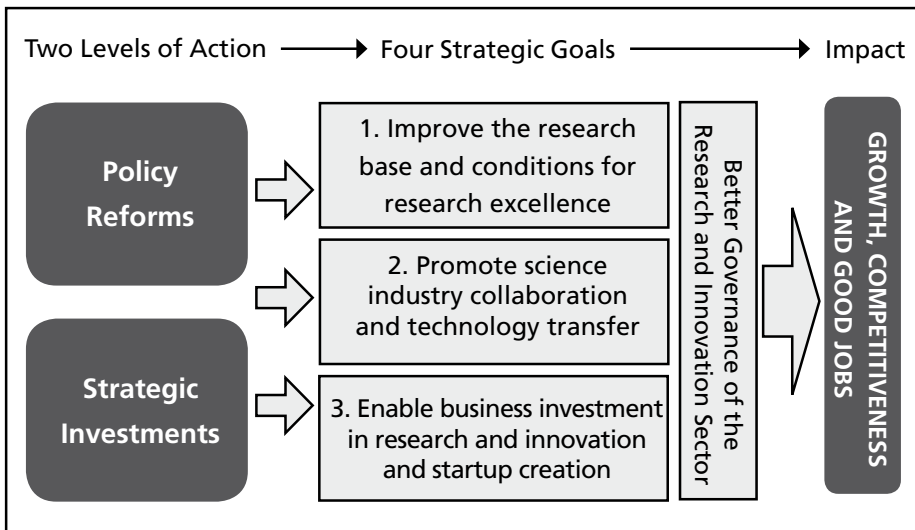 Two Levels of Action
Four Strategic Goals
Impact
Policy
Reforms
Strategic
Investments
1. Improve the research
base and conditions for
research excellence
2. Promote science
industry collaboration
and technology transfer
3. Enable business investment
in research and innovation
and startup creation
Better Governance of the
Research and Innovation Sector
GROWTH, COMPETITIVENESS
AND GOOD JOBS